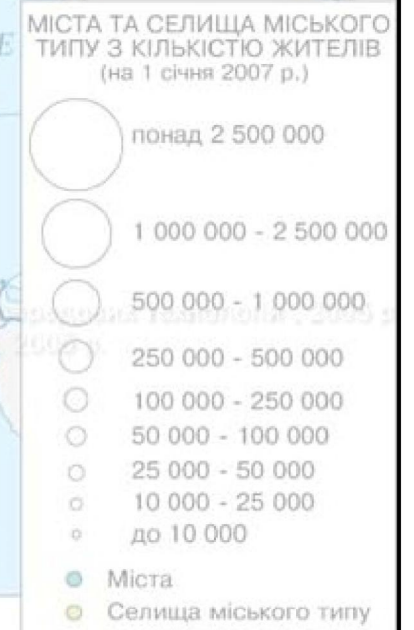 МІСТА ТА СЕЛИЩА МІСЬКОГО
ТИПУ З КІЛЬКІСТЮ ЖИТЕЛІВ
(на 1 січня 2007 р.)
понад 2 500 000
1 000 000 - 2 500 000
500 000 - 1 000 000
250 000 - 500 000
100 000 - 250 000
50 000 - 100 000
25 000 - 50 000
10 000 - 25 000
до 10 000
Міста
Селища міського типу